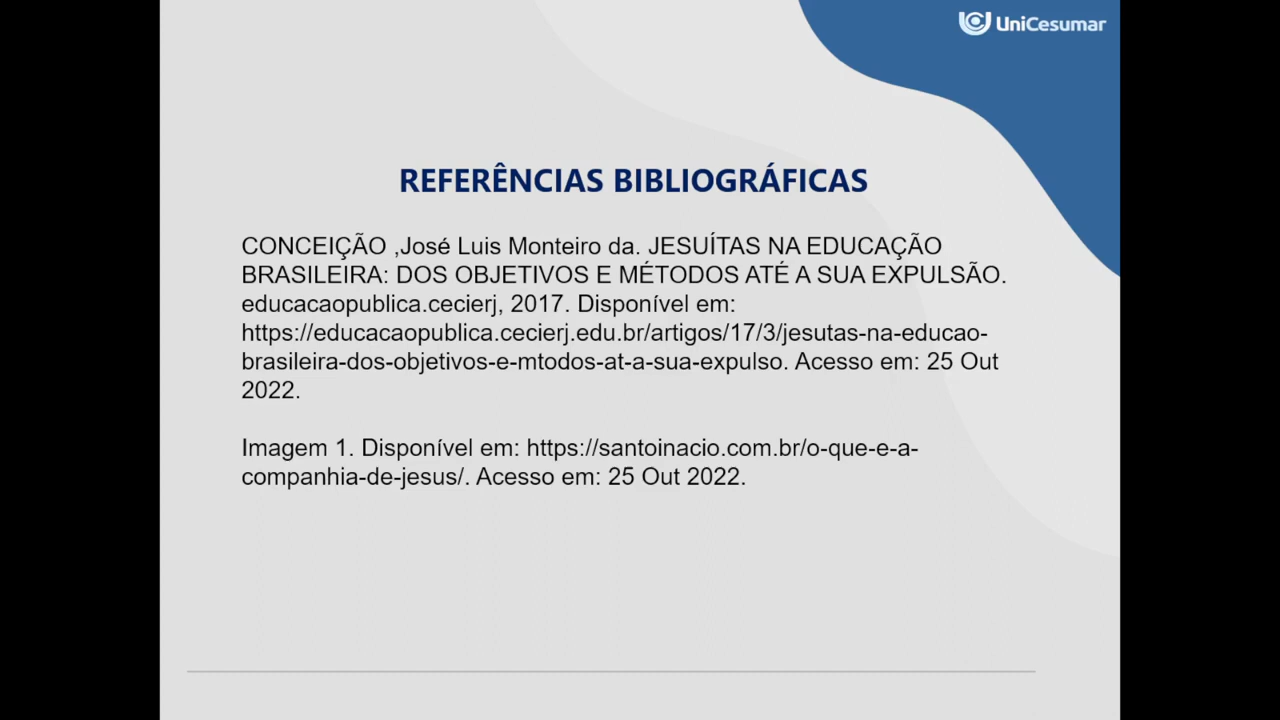 UniCesumar
REFERÊNCIAS BIBLIOGRÁFICAS
CONCEIÇÃO ,José Luis Monteiro da. JESUÍTAS NA EDUCAÇÃO
BRASILEIRA: DOS OBJETIVOS E MÉTODOS ATÉ A SUA EXPULSÃO.
educacaopublica.cecierj, 2017. Disponível em:
https://educacaopublica.cecierj.edu.br/artigos/17/3/jesutas-na-educao-
brasileira-dos-objetivos-e-mtodos-at-a-sua-expulso. Acesso em: 25 Out
2022.
Imagem 1. Disponível em: https://santoinacio.com.br/o-que-e-a-
companhia-de-jesus/. Acesso em: 25 Out 2022.